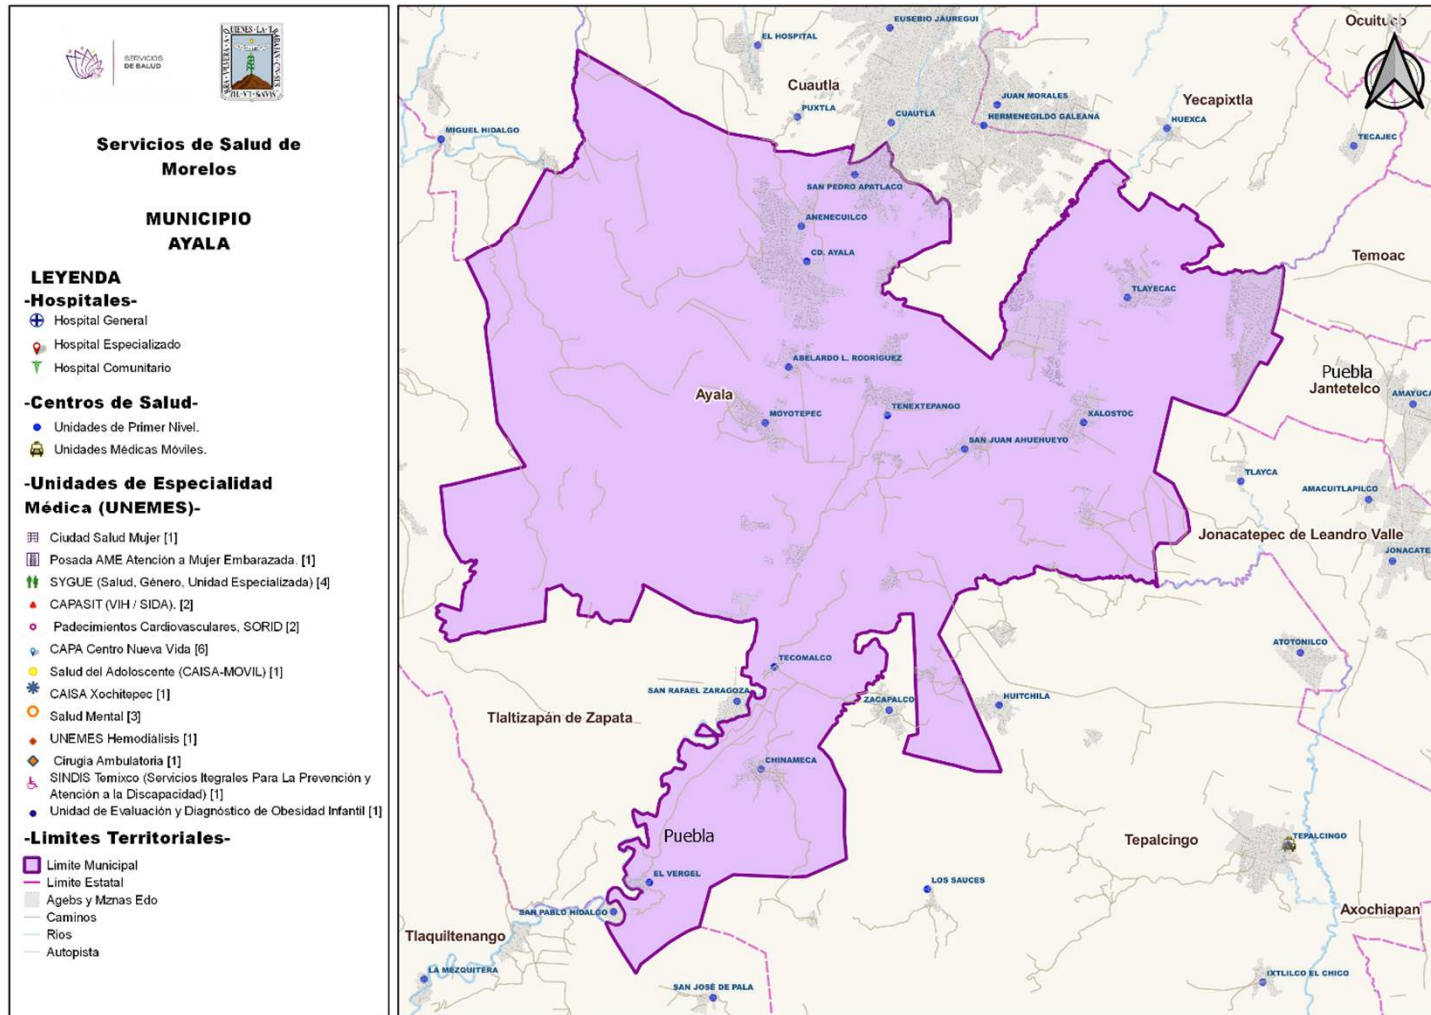 SERVICIOS
DE SALUD
Servicios de Salud de
Morelos
MUNICIPIO
AYALA
LEYENDA
-Hospitales-
Hospital General
Hospital Especializado
Hospital Comunitario
-Centros de Salud-
Unidades de Primer Nivel.
Unidades Médicas Móviles.
-Unidades de Especialidad
Médica (UNEMES)-
Ciudad Salud Mujer [1]
Posada AME Atención a Mujer Embarazada. [1]
SYGUE (Salud, Género, Unidad Especializada) [4]
CAPASIT (VIH / SIDA). [2]
Padecimientos Cardiovasculares, SORID [2]
CAPA Centro Nueva Vida [6]
Salud del Adoloscente (CAISA-MOVIL) [1]
CAISA Xochitepec [1]
Salud Mental [3]
UNEMES Hemodiálisis [1]
Cirugia Ambulatoria [1]
SINDIS Temixco (Servicios Itegrales Para La Prevención y
Atención a la Discapacidad) [1]
Unidad de Evaluación y Diagnóstico de Obesidad Infantil [1]
-Limites Territoriales-
Limite Municipal
Limite Estatal
Agebs y Mznas Edo
Caminos
Rios
Autopista
EUSEBIO JÁUREGUI
Ocuituco
EL HOSPITAL
Cuautla
JUAN MORALES
Yecapixtla
PUXTLA
CUAUTLA
HERMENEGILDO GALEANA
HUEXCA
MIGUEL HIDALGO
TECAJEC
SAN PEDRO APATLACO
ANENECUILCO
CD. AYALA
Temoac
TLAYECAC
ABELARDO L. RODRÍGUEZ
Puebla
Jantetelco
Ayala
AMAYUCA
MOYOTEPEC
TENEXTEPANGO
XALOSTOC
SAN JUAN AHUEHUEYO
TLAYCA
AMACUITLAPILCO
Jonacatepec de Leandro Valle
JONACATE
ATOTONILCO
TECOMALCO
SAN RAFAEL ZARAGOZA
ZACAPALCO
HUITCHILA
Tlaltizapán de Zapata
CHINAMECA
Puebla
Tepalcingo
TEPALCINGO
EL VERGEL
LOS SAUCES
SAN PABLO HIDALGO
Axochiapan
Tlaquiltenango
LA MEZQUITERA
IXTLILCO EL CHICO
SAN JOSÉ DE PALA